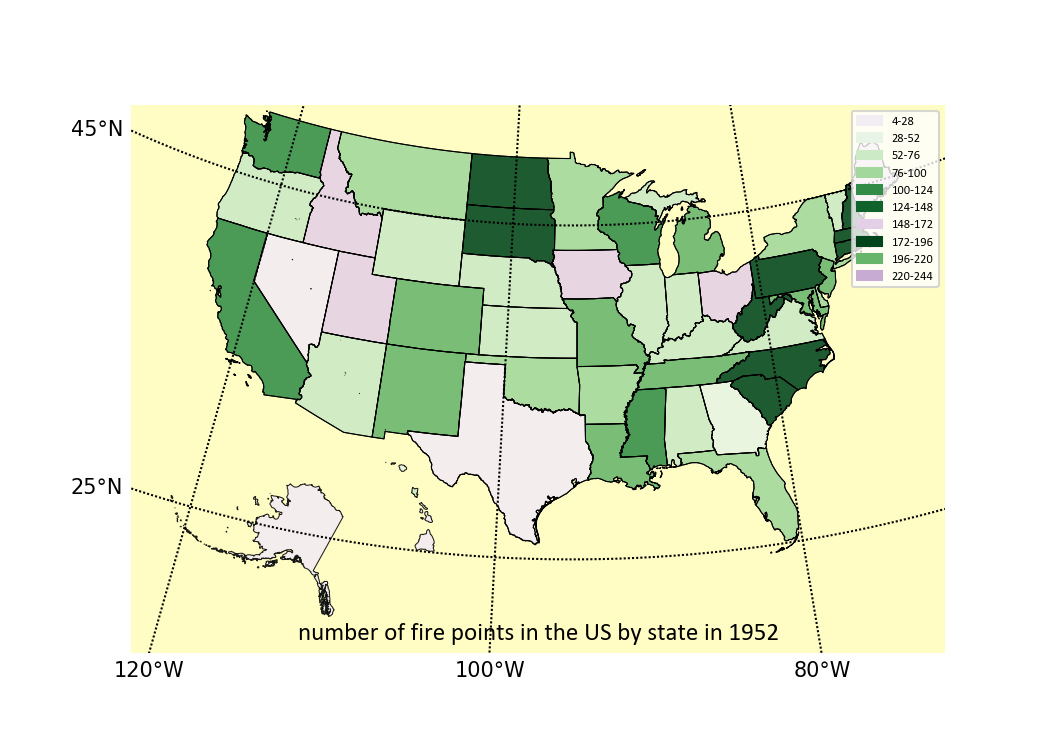 45°N
4-28
28-52
52-76
76-100
100-124
124-148
148-172
172-196
196-220
220-244
25°N
number of fire points in the US by state in 1952
120°W 100°W 80°W